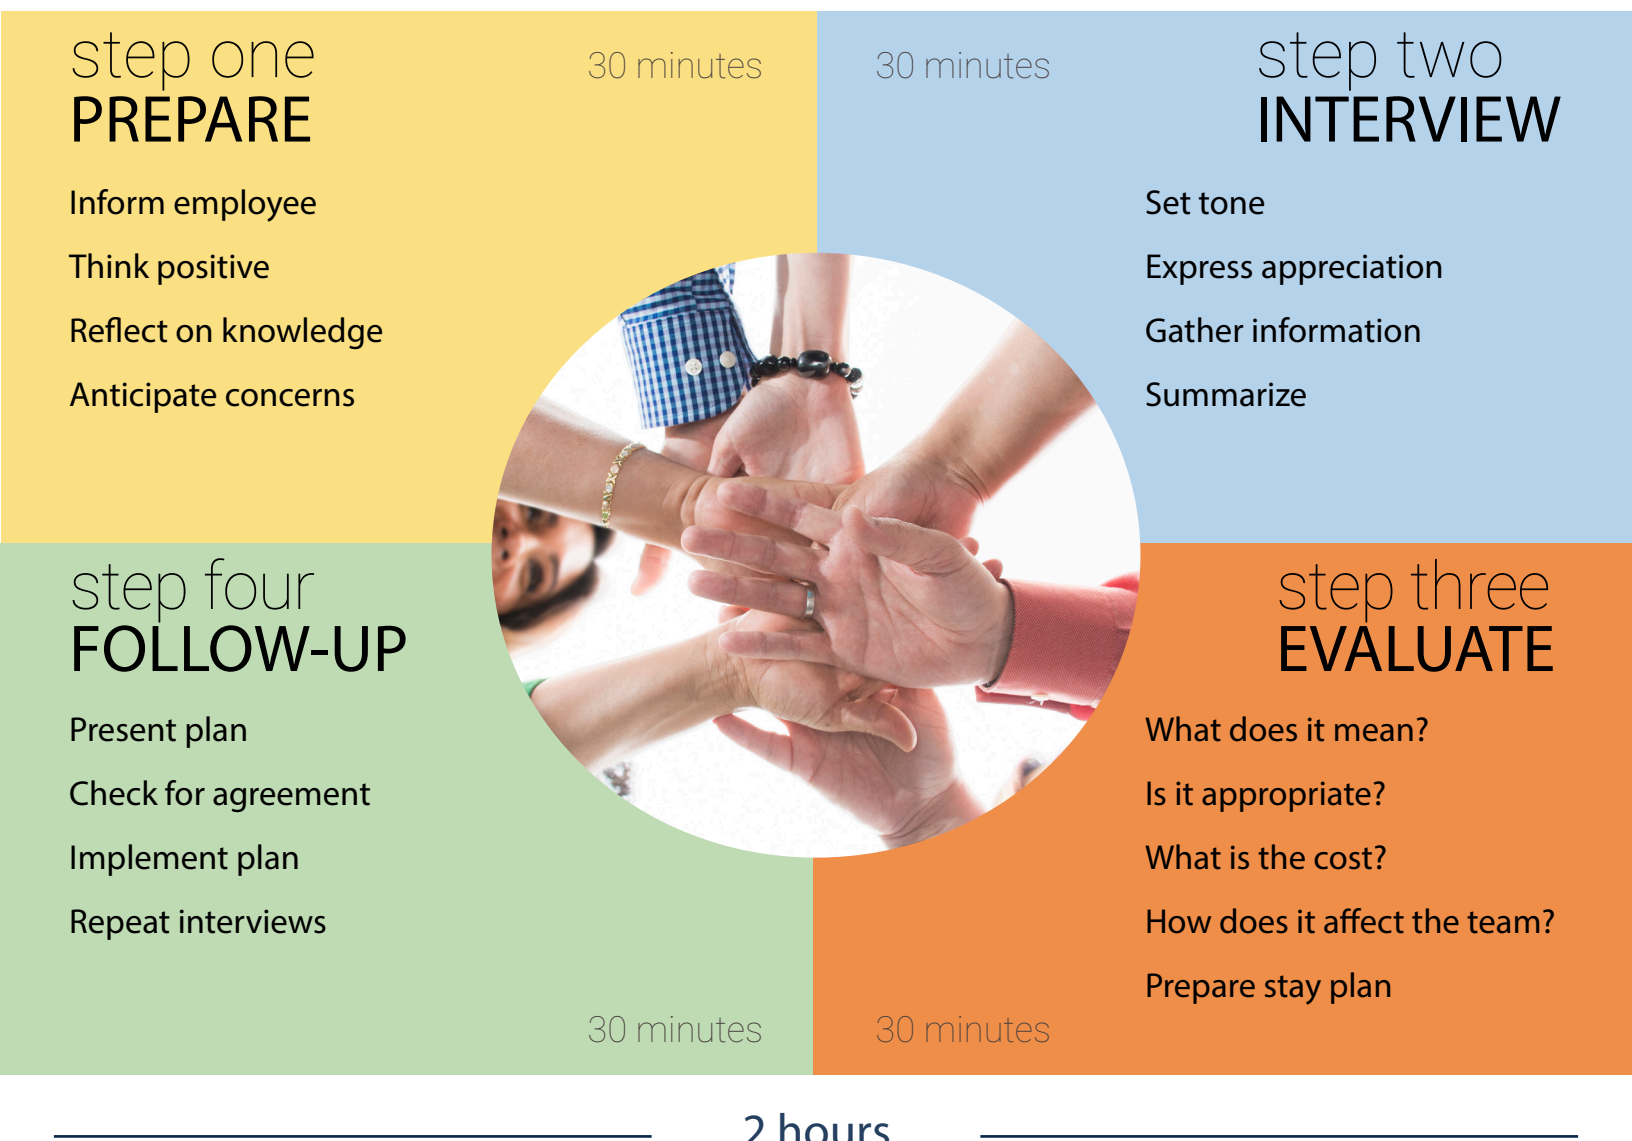 step one
PREPARE
30 minutes
Inform employee
Think positive
Reflect on knowledge
Anticipate concerns
30 minutes
step two
INTERVIEW
Set tone
Express appreciation
Gather information
Summarize
step three
EVALUATE
What does it mean?
Is it appropriate?
What is the cost?
How does it affect the team?
Prepare stay plan
30 minutes
step four
FOLLOW-UP
Present plan
Check for agreement
Implement plan
Repeat interviews
30 minutes
2 hours